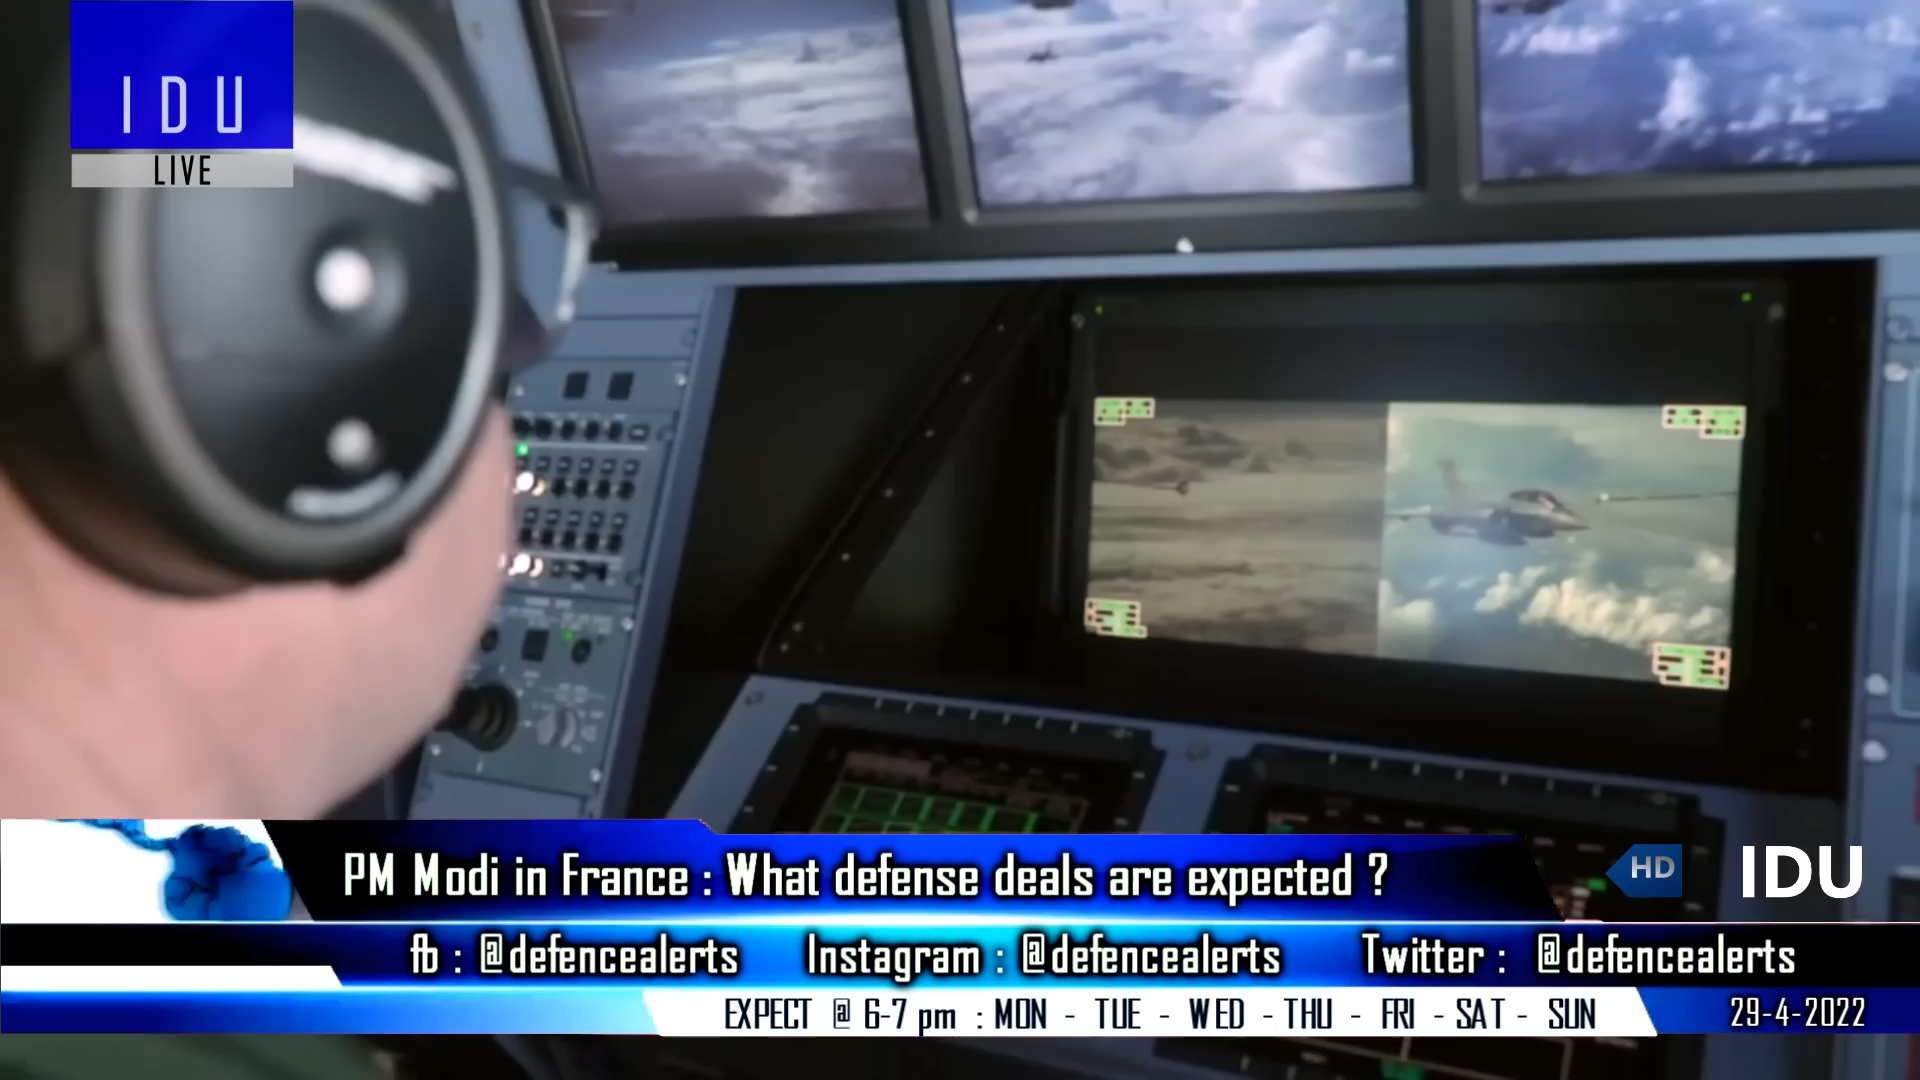 IDU
LIVE
PM Modi in France : What defense deals are expected ?
HD IDU
fb : @defencealerts Instagram : @defencealerts Twitter : @defencealerts
EXPECT @ 6-7 pm : MON - TUE - WED - THU - FRI - SAT - SUN 29-4-2022